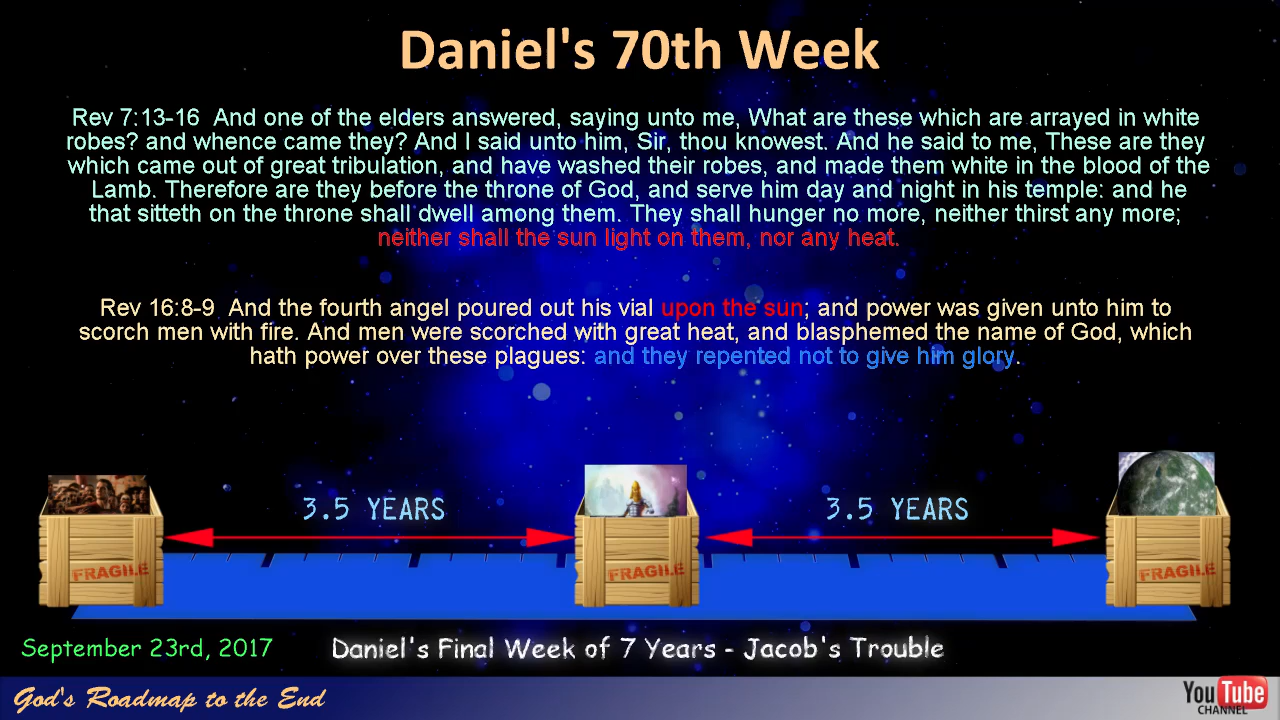 Daniel's 70th Week
Rev 7:13-16 And one of the elders answered, saying unto me, What are these which are arrayed in white
robes? and whence came they? And I said unto him, Sir, thou knowest. And he said to me, These are they
which came out of great tribulation, and have washed their robes, and made them white in the blood of the
Lamb. Therefore are they before the throne of God, and serve him day and night in his temple: and he
that sitteth on the throne shall dwell among them. They shall hunger no more, neither thirst any more;
neither shall the sun light on them, nor any heat.
Rev 16:8-9 And the fourth angel poured out his vial upon the sun; and power was given unto him to
scorch men with fire. And men were scorched with great heat, and blasphemed the name of God, which
hath power over these plagues: and they repented not to give him glory.
3.5 YEARS
3.5 YEARS
FRAGILE
FRAGILE
FRAGILE
September 23rd, 2017
Daniel's Final Week of 7 Years - Jacob's Trouble
God's Roadmap to the End
YouTube
CHANNEL